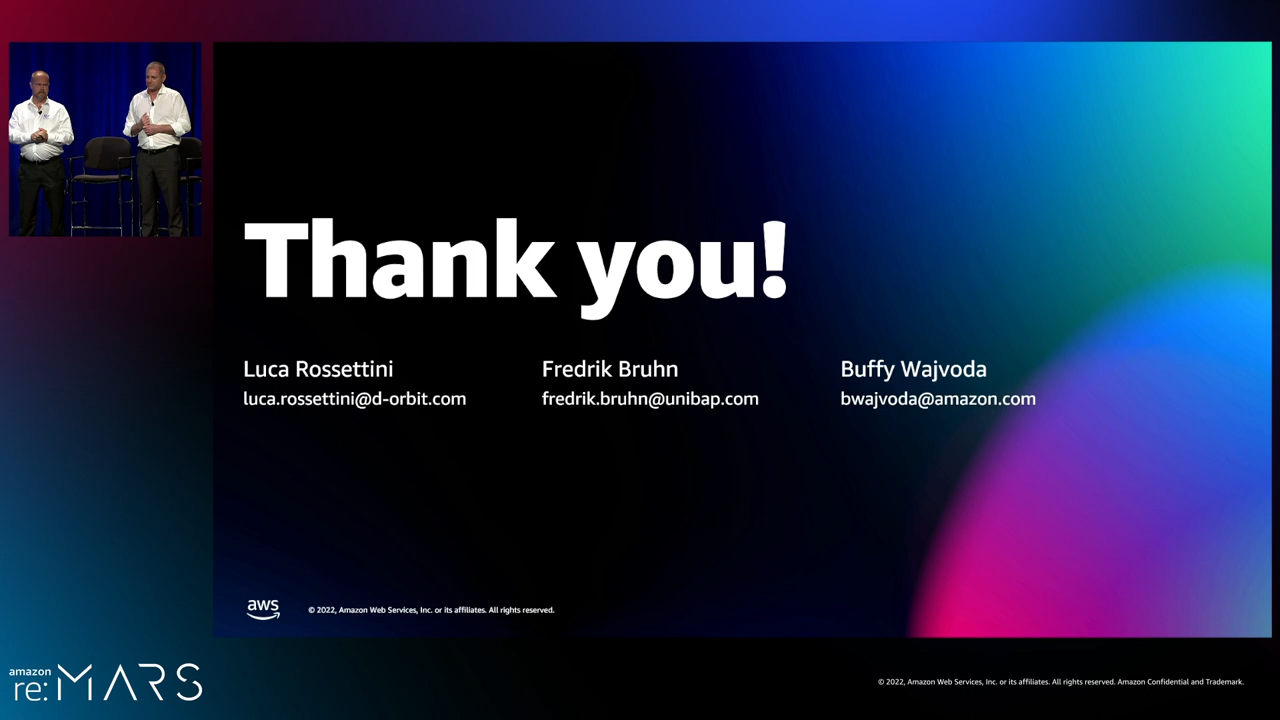 Thank you!
Luca Rossettini
luca.rossettini@d-orbit.com
Fredrik Bruhn
fredrik.bruhn@unibap.com
Buffy Wajvoda
bwajvoda@amazon.com
aws
© 2022, Amazon Web Services, Inc. or its affiliates. All rights reserved.
amazon
re:MARS
© 2022, Amazon Web Services, Inc. or its affiliates. All rights reserved. Amazon Confidential and Trademark.